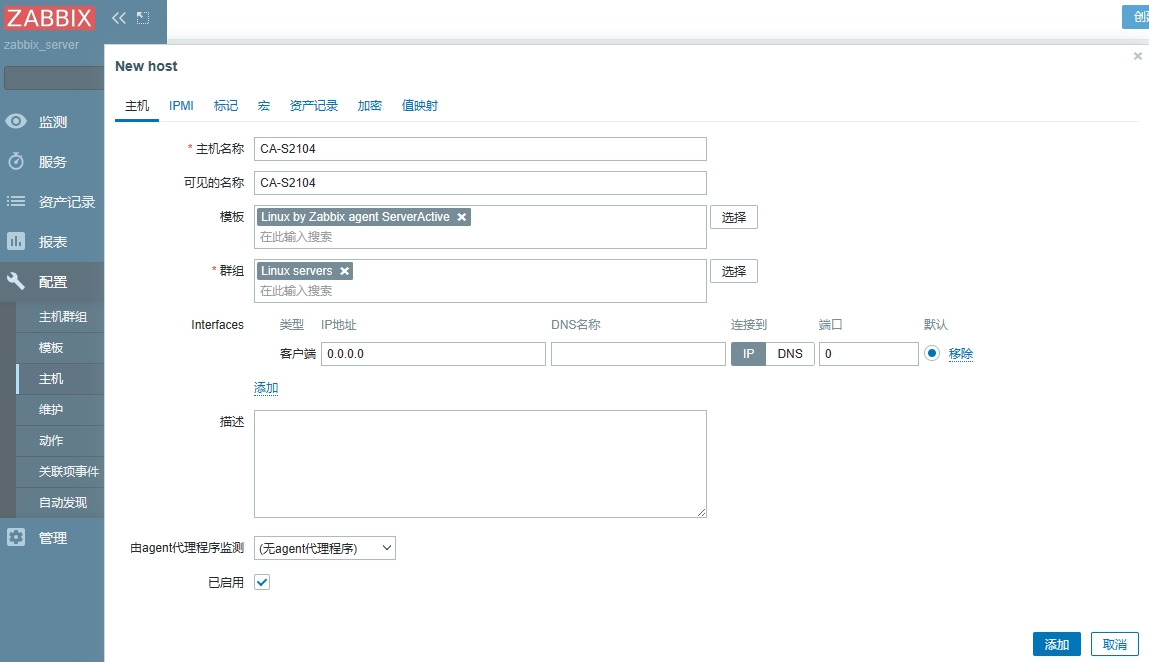 ZABBIX
zabbix_server
监测
服务
资产记录
报表
配置
主机群组
模板
主机
维护
动作
关联项事件
自动发现
管理
New host
主机 IPMI 标记 宏 资产记录 加密 值映射
* 主机名称 CA-S2104
可见的名称 CA-S2104
模板 Linux by Zabbix agent ServerActive 选择
在此输入搜索
* 群组 Linux servers 选择
在此输入搜索
Interfaces 类型 IP地址 DNS名称 连接到 端口 默认
客户端 0.0.0.0 IP DNS 0 移除
添加
描述
由agent代理程序监测 (无agent代理程序)
已启用
添加 取消